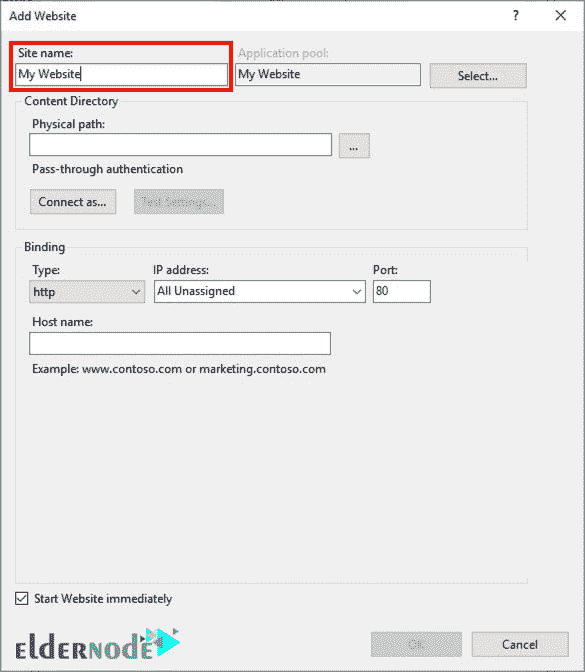 Add Website
?
Site name:
Application pool:
My Website
My Website
Select...
Content Directory
Physical path:
...
Pass-through authentication
Connect as...
Test Settings...
Binding
Type:
IP address:
Port:
http
All Unassigned
80
Host name:
Example: www.contoso.com or marketing.contoso.com
Start Website immediately
elderNode
OK
Cancel